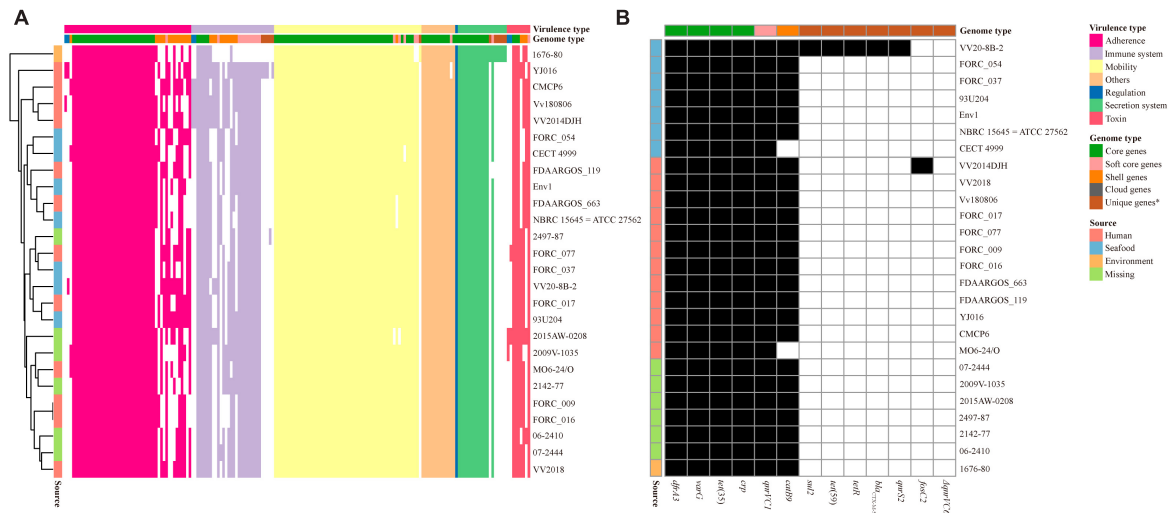 A
Virulence type
Genome type
1676-80
YJ016
CMCP6
Vv180806
VV2014DJH
FORC_054
CECT 4999
FDAARGOS_119
Env1
FDAARGOS_663
NBRC 15645 = ATCC 27562
2497-87
FORC_077
FORC_037
VV20-8B-2
FORC_017
93U204
2015AW-0208
2009V-1035
MO6-24/O
2142-77
FORC_009
FORC_016
06-2410
07-2444
VV2018
Source
B
VV20-8B-2
FORC_054
FORC_037
93U204
Env1
NBRC 15645 = ATCC 27562
CECT 4999
VV2014DJH
VV2018
Vv180806
FORC_017
FORC_077
FORC_009
FORC_016
FDAARGOS_663
FDAARGOS_119
YJ016
CMCP6
MO6-24/O
07-2444
2009V-1035
2015AW-0208
2497-87
2142-77
06-2410
1676-80
Source
dfrA3
varG
tet(35)
crp
qnrVC1
catB9
sul2
tet(59)
tetR
qnrS2
fosC2
Virulence type
Adherence
Immune system
Mobility
Others
Regulation
Secretion system
Toxin
Genome type
Core genes
Soft core genes
Shell genes
Cloud genes
Unique genes*
Source
Human
Seafood
Environment
Missing